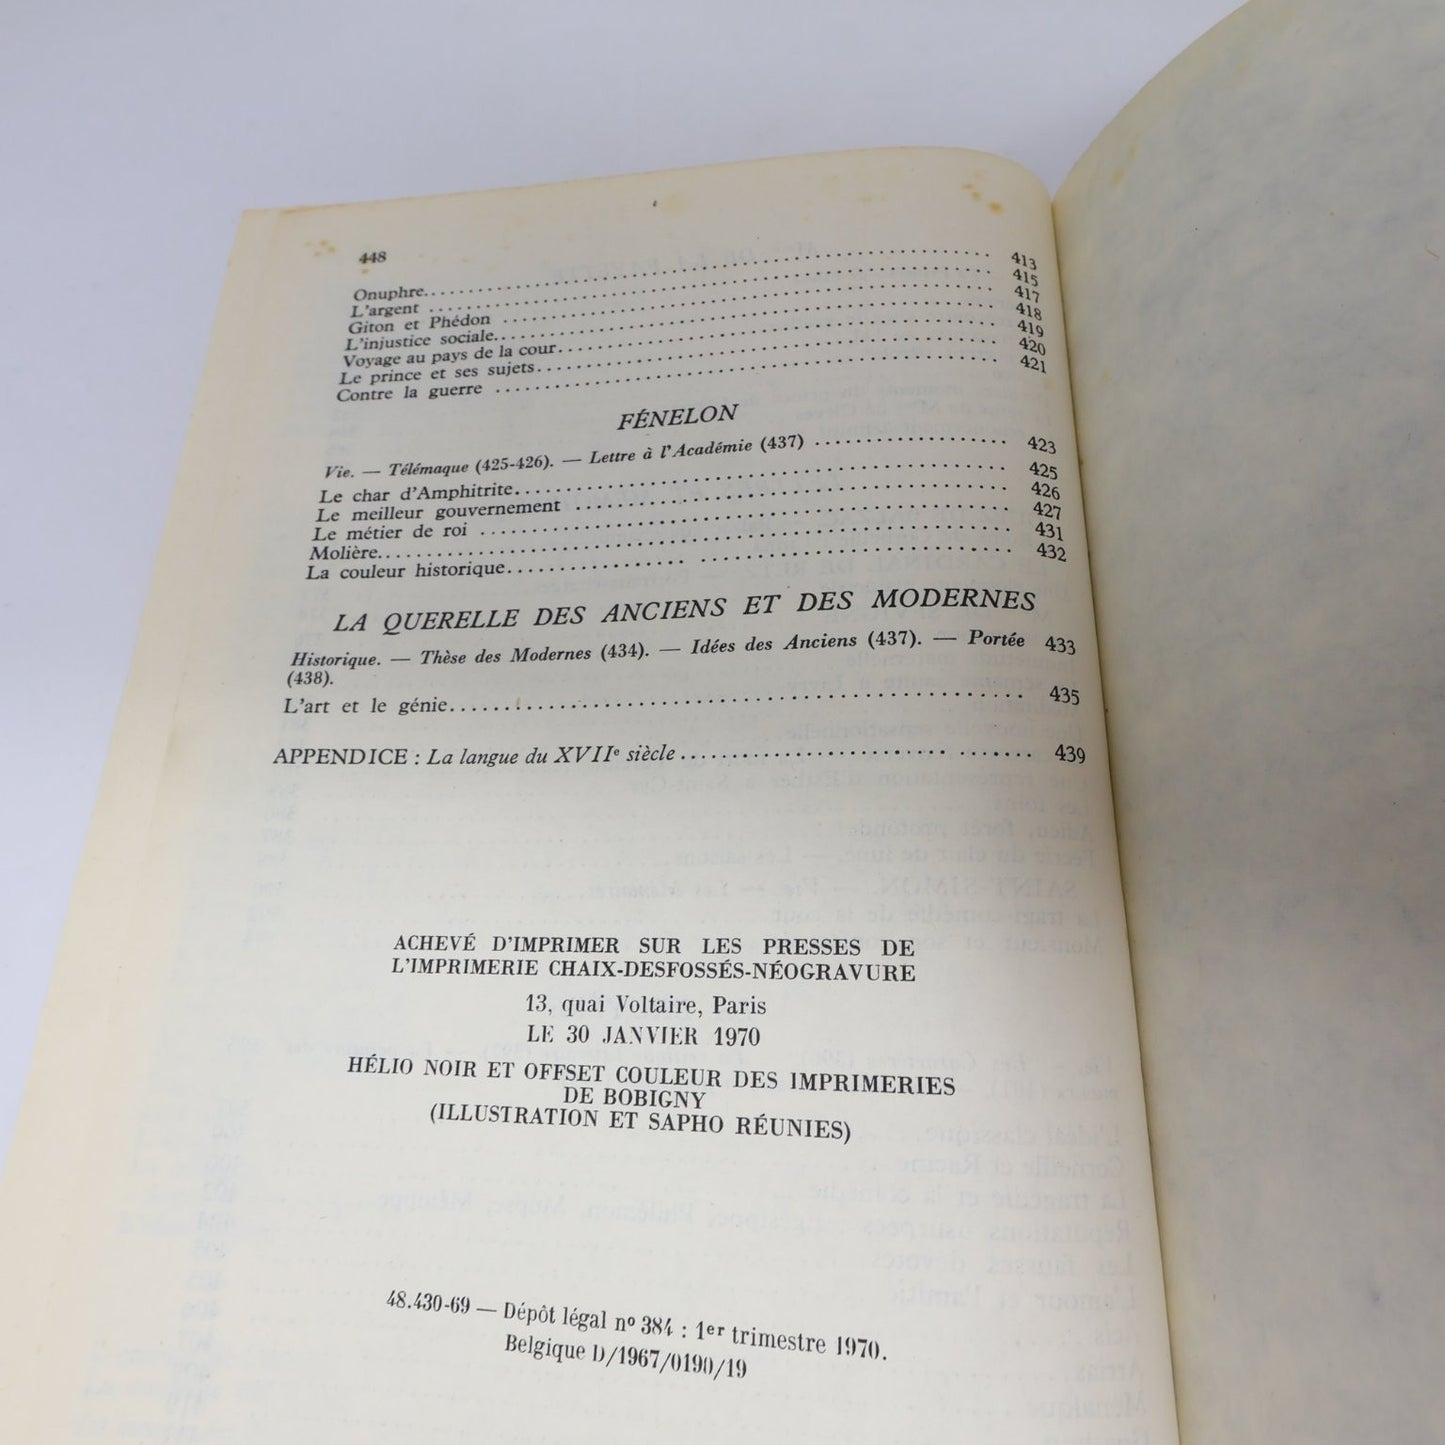 448
Onuphre.......... 413
L'argent .......... 415
Giton et Phédon .......... 417
L'injustice sociale.......... 418
Voyage au pays de la cour.......... 419
Le prince et ses sujets.......... 420
Contre la guerre .......... 421
FÉNELON
Vie. — Télémaque (425-426). — Lettre à l'Académie (437) .......... 423
Le char d'Amphitrite.......... 425
Le meilleur gouvernement .......... 426
Le métier de roi .......... 427
Molière.......... 431
La couleur historique.......... 432
LA QUERELLE DES ANCIENS ET DES MODERNES
Historique. — Thèse des Modernes (434). — Idées des Anciens (437). — Portée 433
(438).
L'art et le génie.......... 435
APPENDICE : La langue du XVIIe siècle .......... 439
ACHEVÉ D'IMPRIMER SUR LES PRESSES DE
L'IMPRIMERIE CHAIX-DESFOSSÉS-NÉOGRAVURE
13, quai Voltaire, Paris
LE 30 JANVIER 1970
HÉLIO NOIR ET OFFSET COULEUR DES IMPRIMERIES
DE BOBIGNY
(ILLUSTRATION ET SAPHO RÉUNIES)
48.430-69 — Dépôt légal nº 384 : 1er trimestre 1970.
Belgique D/1967/0190/19